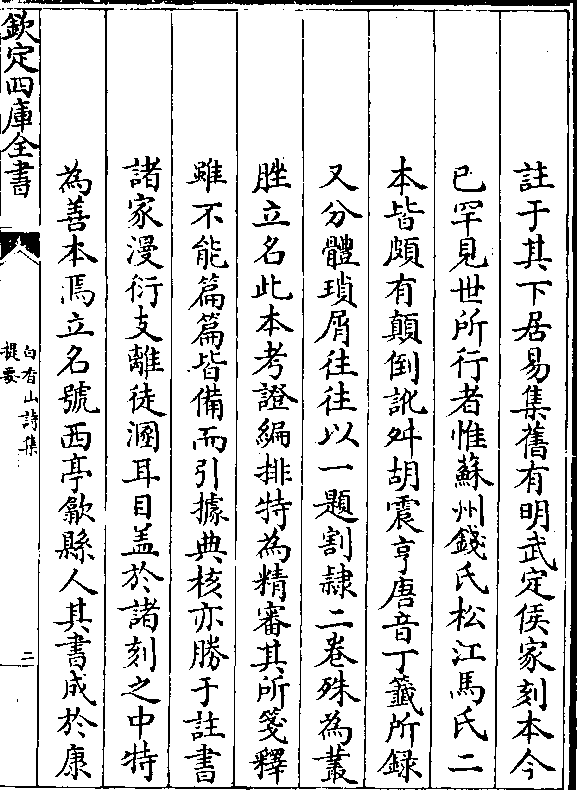 註于其下居易集舊有明武定侯家刻本今
已罕見世所行者惟蘇州錢氏松江馬氏二
本皆頗有顛倒訛舛胡震亨唐音丁籖所録
又分體瑣屑往往以一題割隷二卷殊為叢
脞立名此本考證編排特為精審其所箋釋
雖不能篇篇皆備而引據典核亦勝于註書
諸家漫衍支離徒溷耳目盖於諸刻之中特
為善本焉立名號西亭歙縣人其書成於康
欽定四庫全書
白香山詩集
提要
二